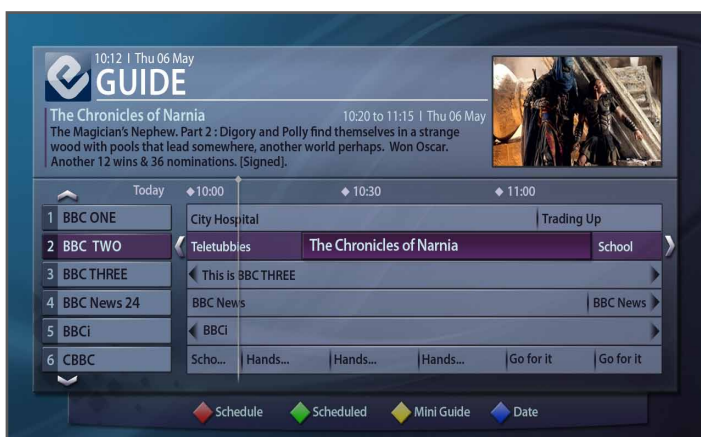 10:12 | Thu 06 May
GUIDE
The Chronicles of Narnia 10:20 to 11:15 | Thu 06 May
The Magician's Nephew. Part 2 : Digory and Polly find themselves in a strange
wood with pools that lead somewhere, another world perhaps. Won Oscar.
Another 12 wins & 36 nominations. [Signed].
Today 10:00 10:30 11:00
1 BBC ONE City Hospital Trading Up
2 BBC TWO Teletubbies The Chronicles of Narnia School
3 BBC THREE This is BBC THREE
4 BBC News 24 BBC News BBC News
5 BBCi BBCi
6 CBBC Scho... Hands... Hands... Hands... Go for it Go for it
Schedule Scheduled Mini Guide Date